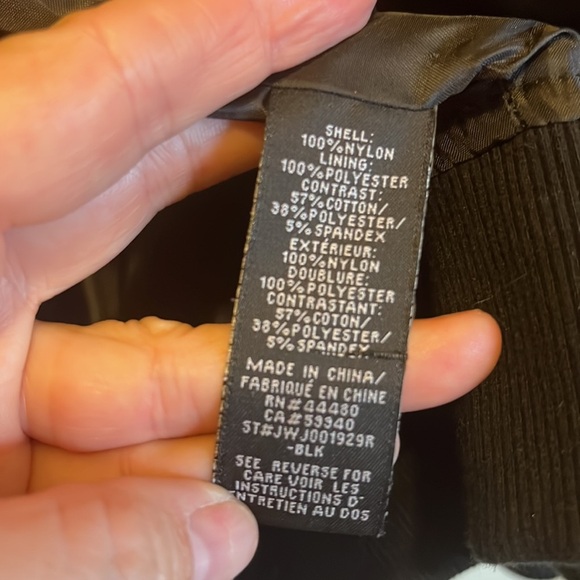 SHELL:
100%NYLON
LINING:
100%POLYESTER
CONTRAST:
57%COTTON/
38%POLYESTER/
5% SPANDEX
EXTÉRIEUR:
100%NYLON
DOUBLURE:
100%POLYESTER
CONTRASTANT:
57%COTON/
38%POLYESTER/
5%SPANDEX
MADE IN CHINA/
FABRIQUÉ EN CHINE
RN#44480
CA#59940
ST#JWJ001929R
-BLK
SEE REVERSE FOR
CARE VOIR LES
INSTRUCTIONS D'
ENTRETIEN AU DOS